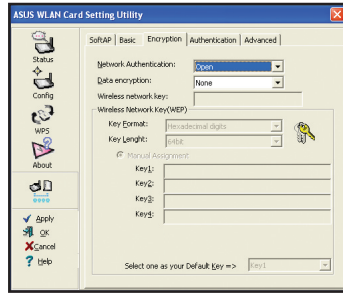 ASUS WLAN Card Setting Utility
SoftAP Basic Encryption Authentication Advanced
Status
Config
WPS
About
Apply
OK
Cancel
Help
Network Authentication: Open
Data encryption: None
Wireless network key:
Wireless Network Key(WEP)
Key Format: Hexadecimal digits
Key Lenght: 64bit
Manual Assignment
Key1:
Key2:
Key3:
Key4:
Select one as your Default Key => Key1